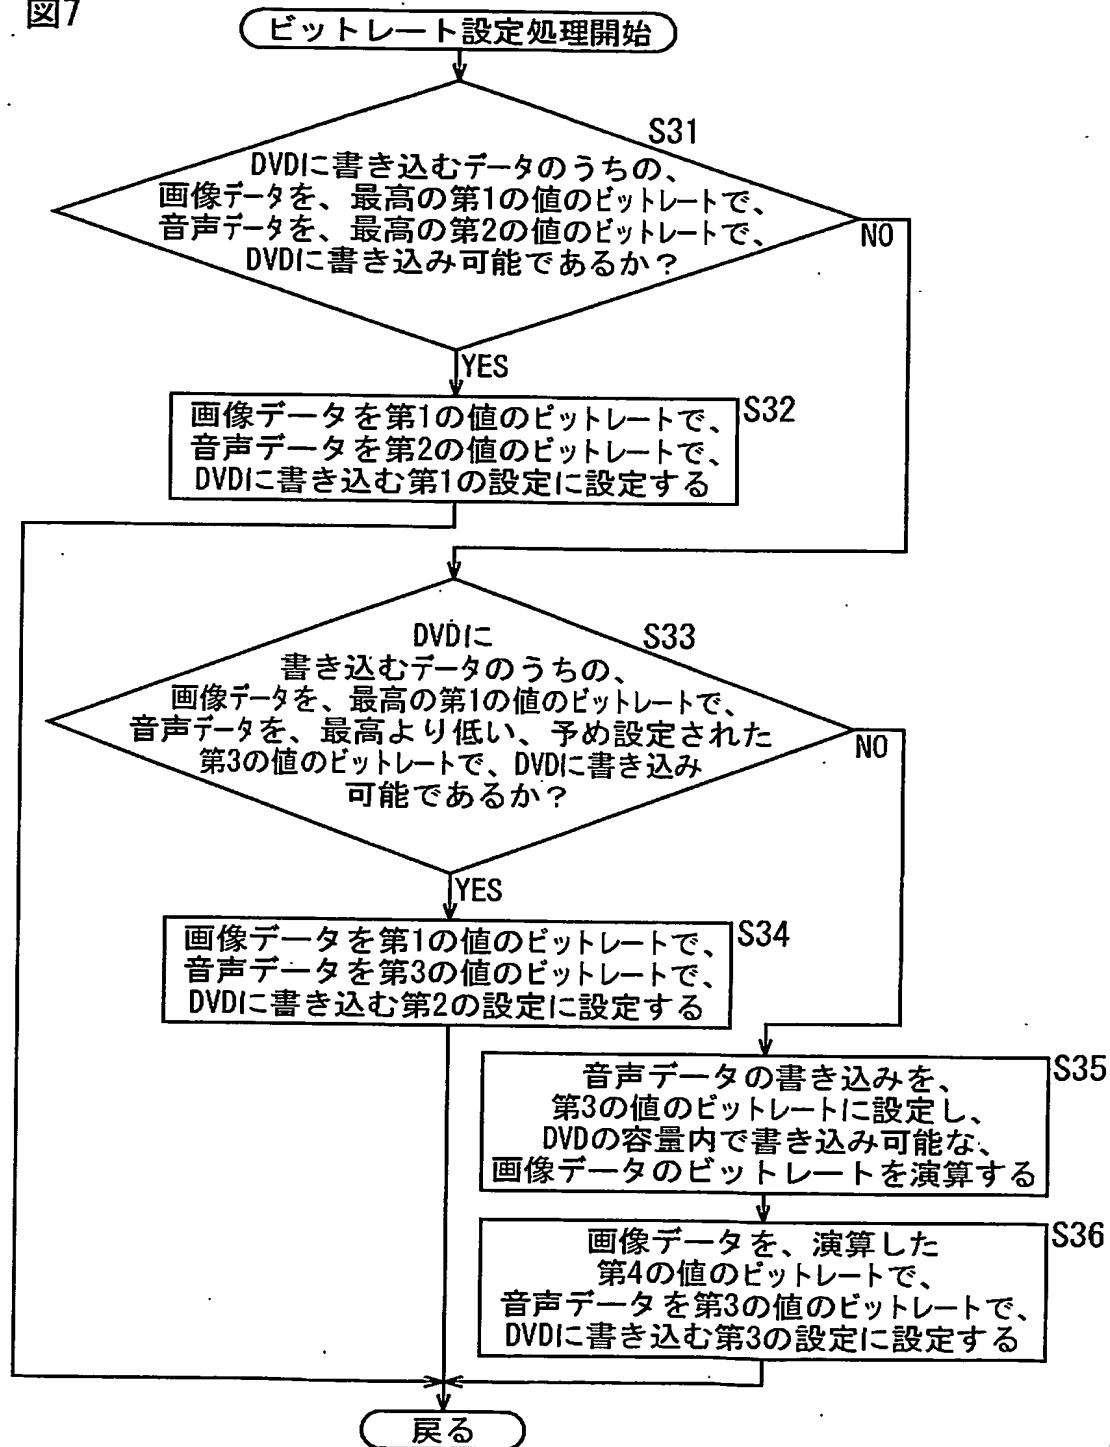 図7
ビットレート設定処理開始
S31
DVDに書き込むデータのうちの、
画像データを、最高の第1の値のビットレートで、
音声データを、最高の第2の値のビットレートで、
DVDに書き込み可能であるか？
NO
YES
S32
画像データを第1の値のビットレートで、
音声データを第2の値のビットレートで、
DVDに書き込む第1の設定に設定する
S33
DVDに
書き込むデータのうちの、
画像データを、最高の第1の値のビットレートで、
音声データを、最高より低い、予め設定された
第3の値のビットレートで、DVDに書き込み
可能であるか？
NO
YES
S34
画像データを第1の値のビットレートで、
音声データを第3の値のビットレートで、
DVDに書き込む第2の設定に設定する
S35
音声データの書き込みを、
第3の値のビットレートに設定し、
DVDの容量内で書き込み可能な、
画像データのビットレートを演算する
S36
画像データを、演算した
第4の値のビットレートで、
音声データを第3の値のビットレートで、
DVDに書き込む第3の設定に設定する
戻る